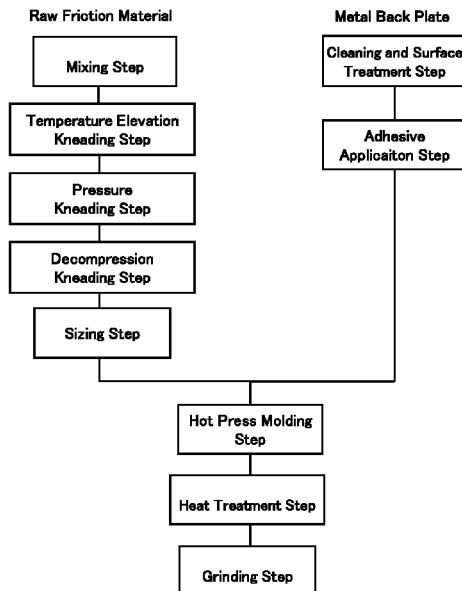 Raw Friction Material
Mixing Step
Temperature Elevation
Kneading Step
Pressure
Kneading Step
Decompression
Kneading Step
Sizing Step
Metal Back Plate
Cleaning and Surface
Treatment Step
Adhesive
Applicaiton Step
Hot Press Molding
Step
Heat Treatment Step
Grinding Step